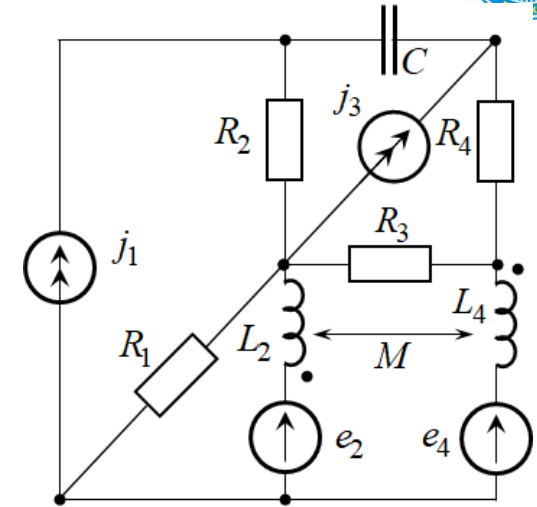 C
j₃
R₂
R₄
R₃
j₁
L₄
R₁
L₂
M
e₂
e₄